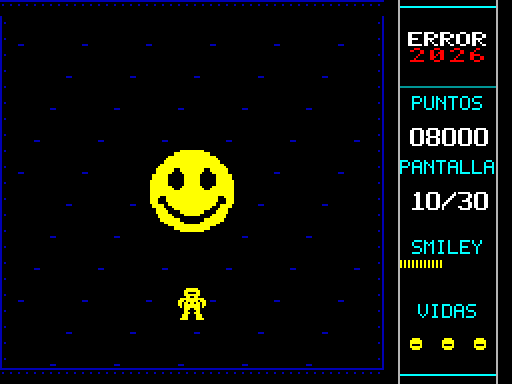 ERROR
2026
PUNTOS
08000
PANTALLA
10/30
SMILEY
VIDAS